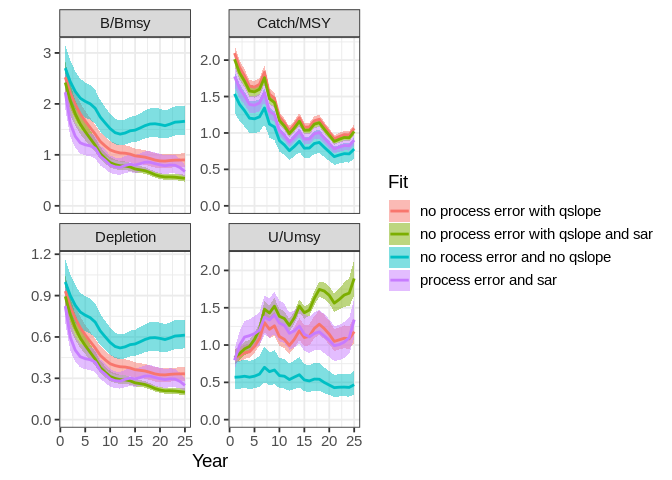 B/Bmsy
Catch/MSY
3
2
1
0
2.0
1.5
1.0
0.5
0.0
Depletion
U/Umsy
1.2
0.9
0.6
0.3
0.0
2.0
1.5
1.0
0.5
0.0
0 5 10 15 20 25
0 5 10 15 20 25
Year
Fit
no process error with qslope
no process error with qslope and sar
no rocess error and no qslope
process error and sar